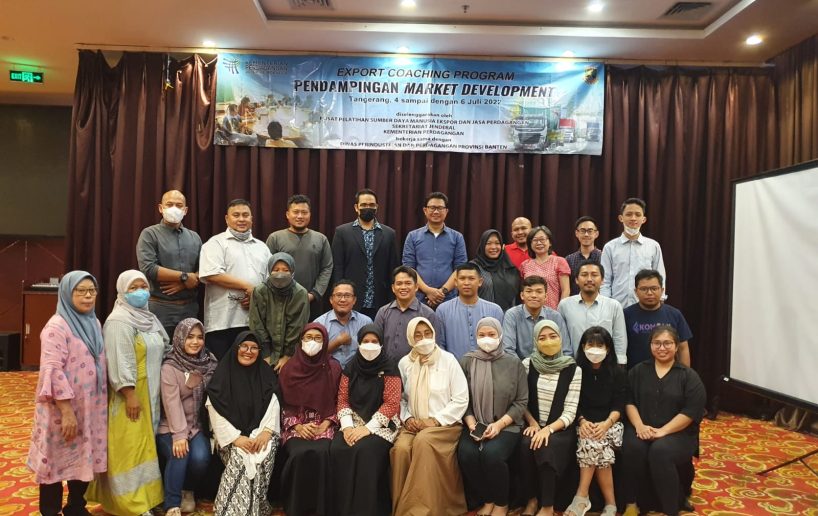 EXIT
KEMENTERIAN
PERDAGANGAN
EXPORT COACHING PROGRAM
PENDAMPINGAN MARKET DEVELOPMENT
Tangerang, 4 sampai dengan 6 Juli 2022
diselenggarakan oleh
PUSAT PELATIHAN SUMBER DAYA MANUSIA EKSPOR DAN JASA PERDAGANGAN
SEKRETARIAT JENDERAL
KEMENTERIAN PERDAGANGAN
bekerja sama dengan
DINAS PERINDUSTRIAN DAN PERDAGANGAN PROVINSI BANTEN